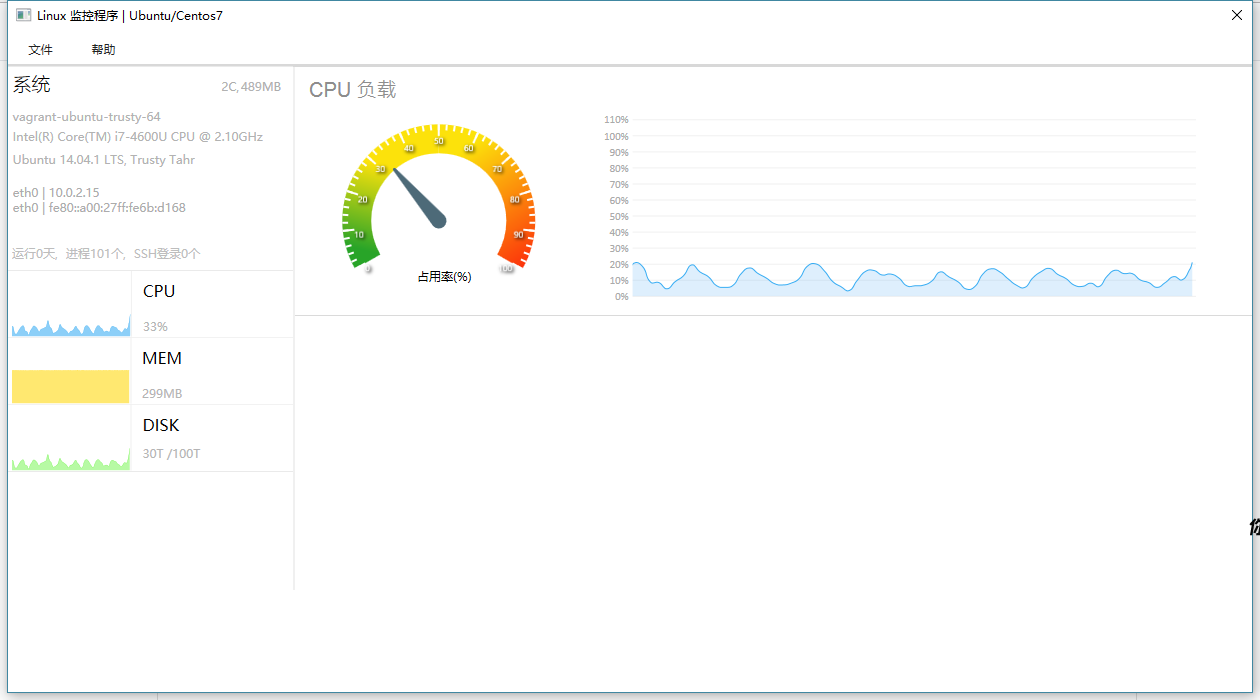 Linux 监控程序 | Ubuntu/Centos7
文件 帮助
系统 2C, 489MB
vagrant-ubuntu-trusty-64
Intel(R) Core(TM) i7-4600U CPU @ 2.10GHz
Ubuntu 14.04.1 LTS, Trusty Tahr
eth0 | 10.0.2.15
eth0 | fe80::a00:27ff:fe6b:d168
运行0天, 进程101个, SSH登录0个
CPU
33%
MEM
299MB
DISK
30T /100T
CPU 负载
0
10
20
30
40
50
60
70
80
90
100
占用率(%)
110%
100%
90%
80%
70%
60%
50%
40%
30%
20%
10%
0%